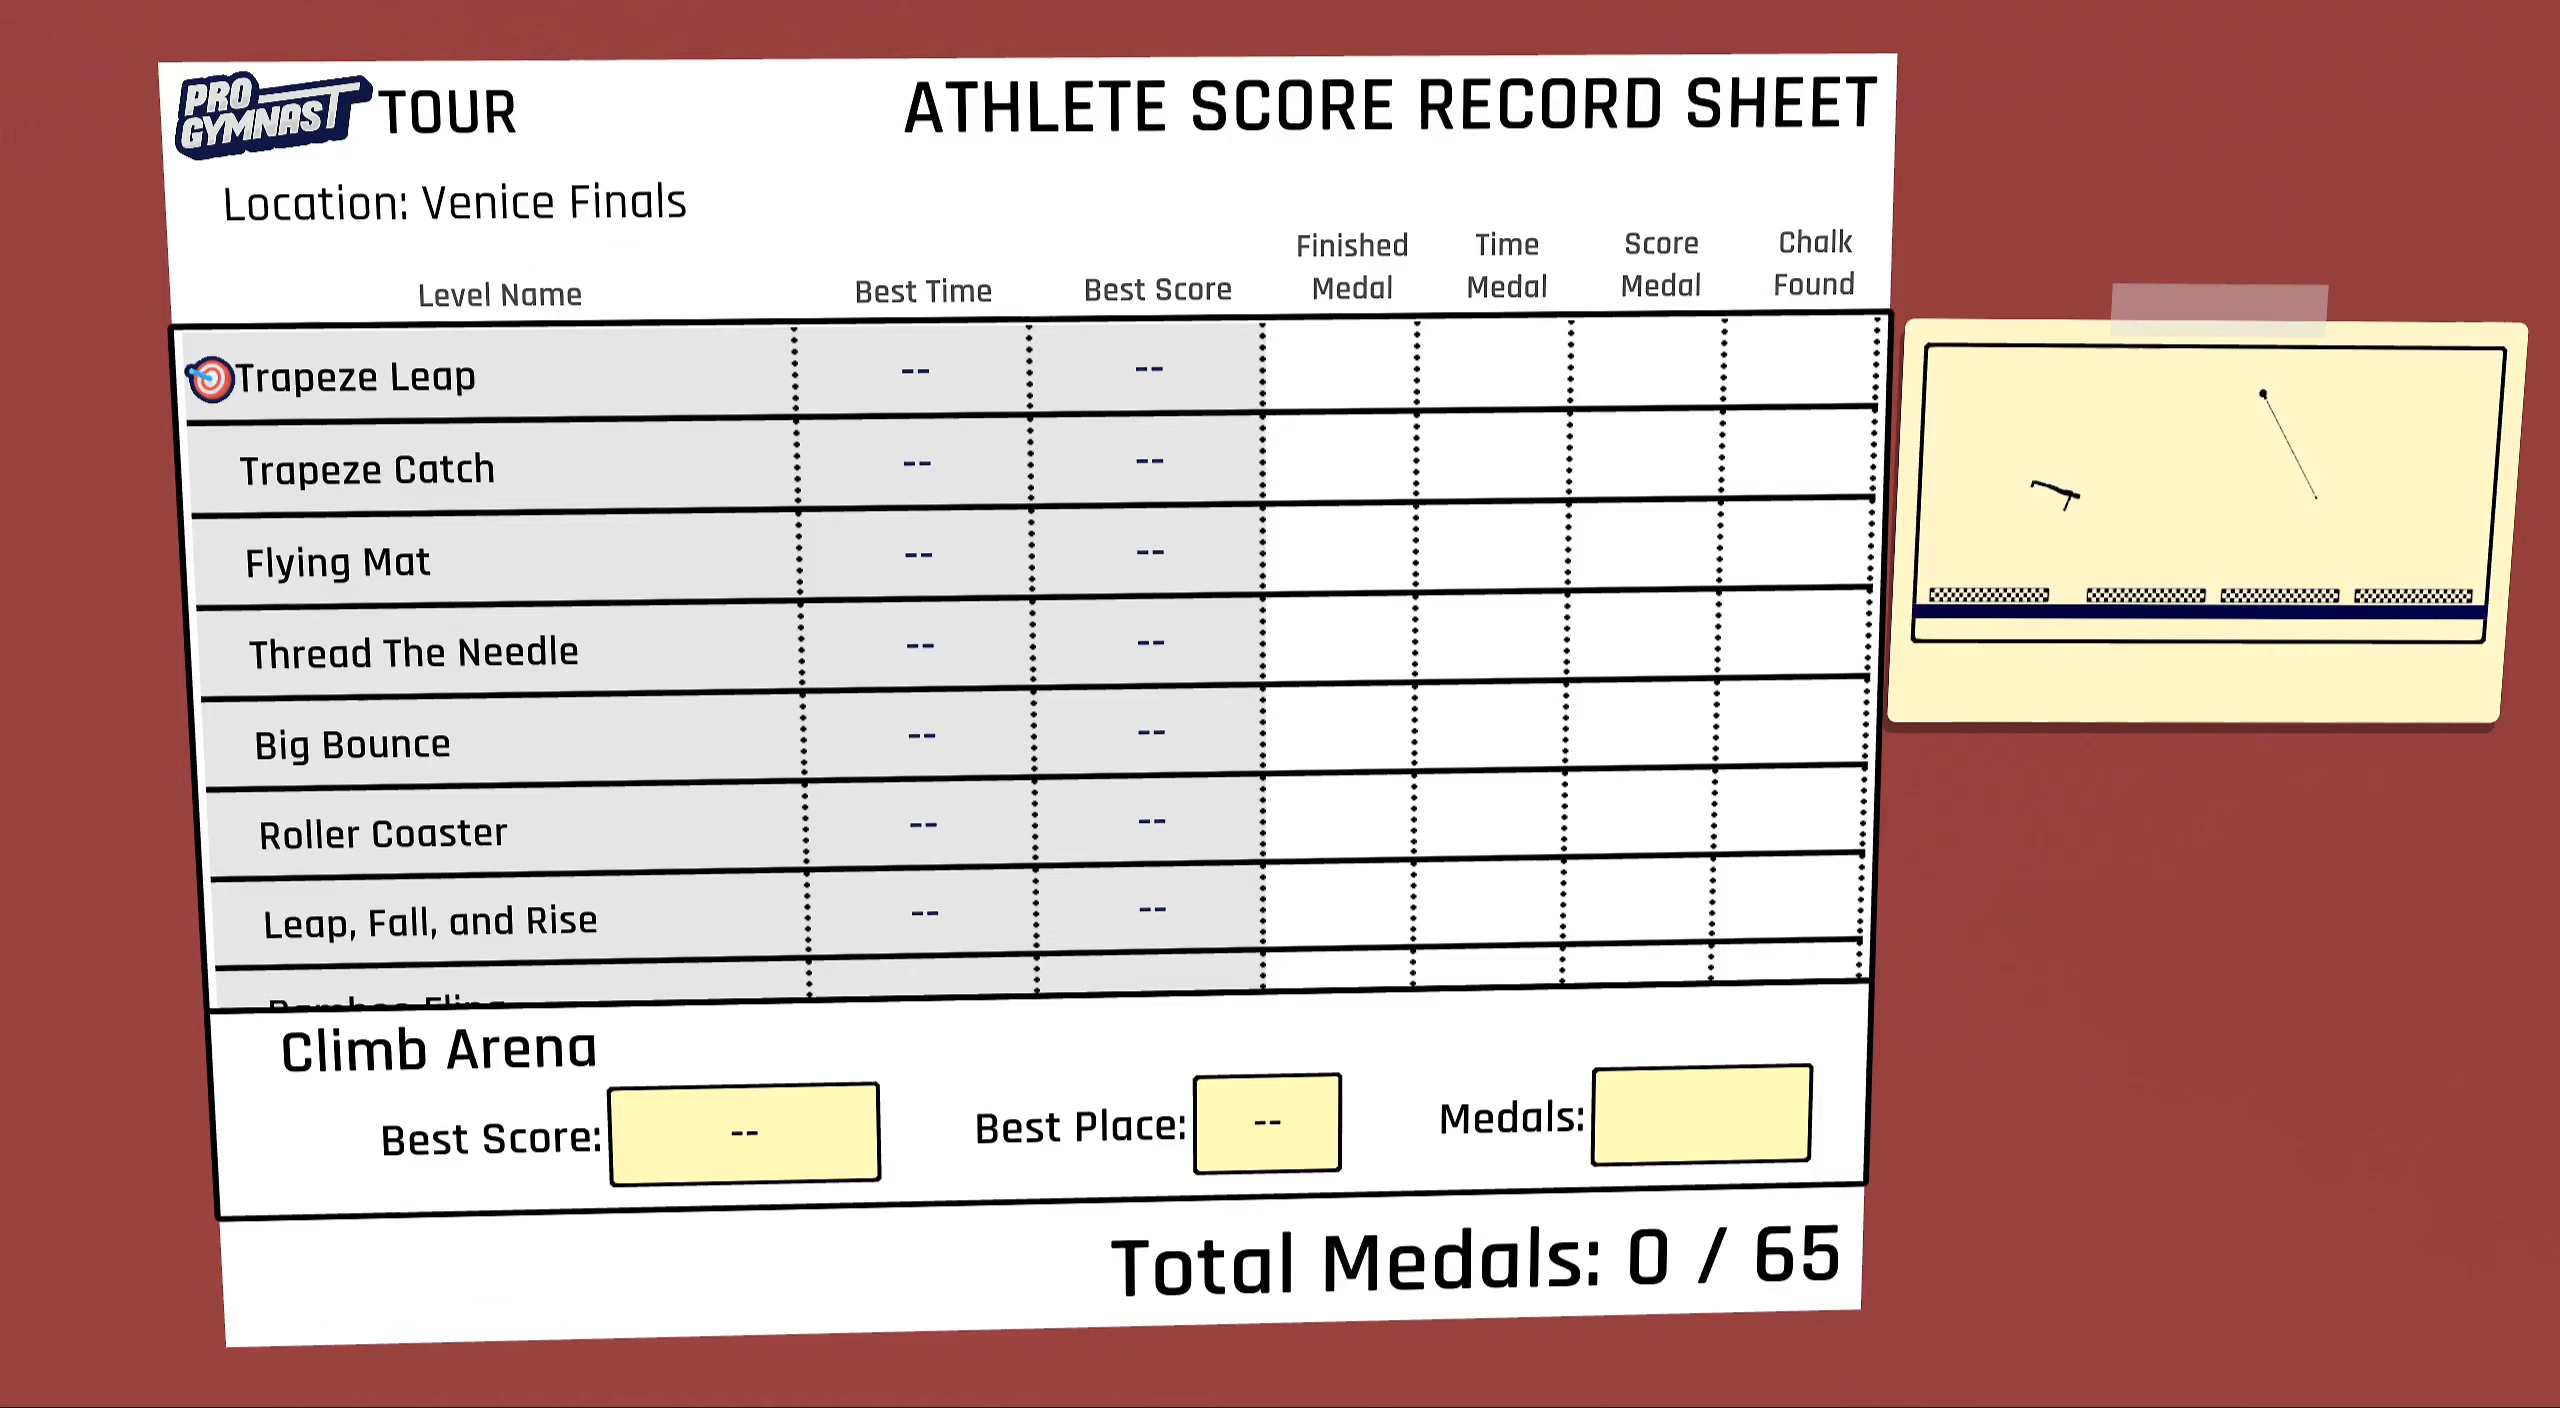 PRO
GYMNAST TOUR
ATHLETE SCORE RECORD SHEET
Location: Venice Finals
Level Name Best Time Best Score Finished Medal Time Medal Score Medal Chalk Found
Trapeze Leap -- --
Trapeze Catch -- --
Flying Mat -- --
Thread The Needle -- --
Big Bounce -- --
Roller Coaster -- --
Leap, Fall, and Rise -- --
Climb Arena
Best Score: -- Best Place: -- Medals:
Total Medals: 0 / 65